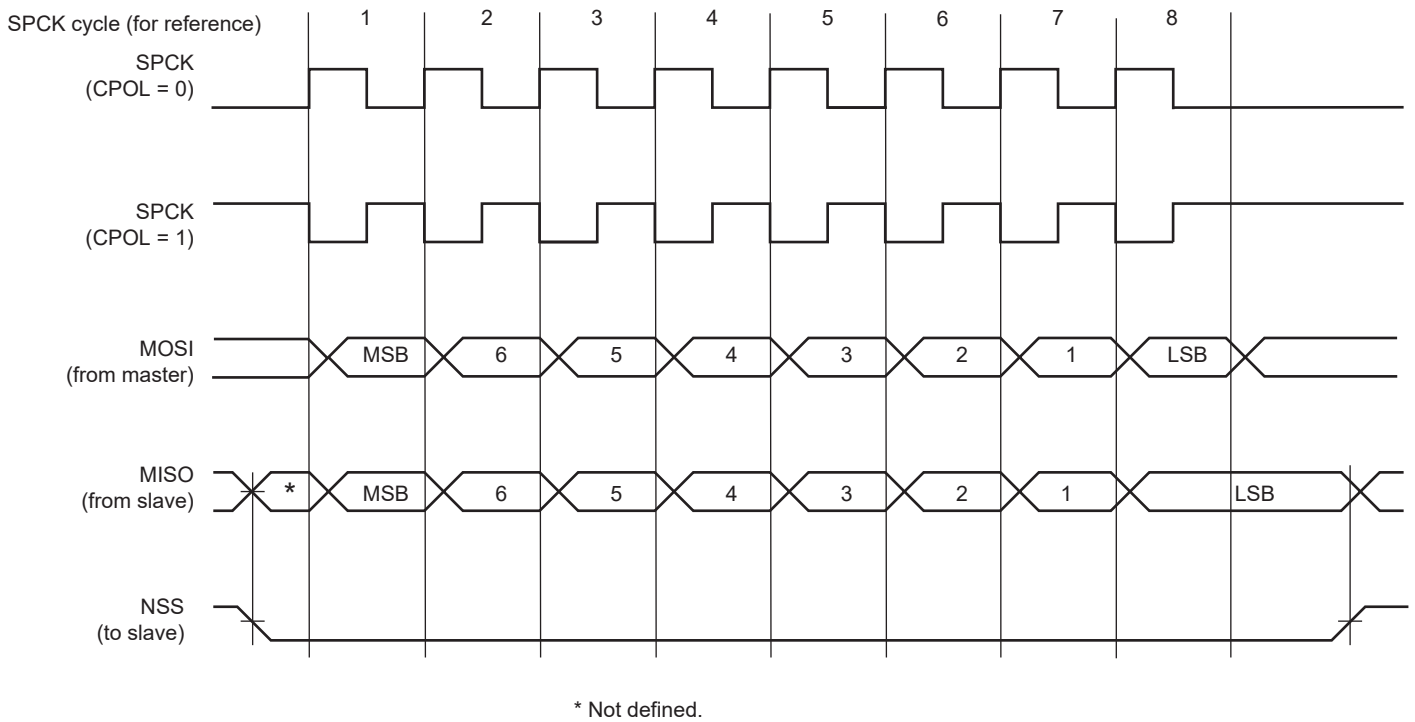 SPCK cycle (for reference) 1 2 3 4 5 6 7 8
SPCK
(CPOL = 0)
SPCK
(CPOL = 1)
MOSI
(from master)
MSB 6 5 4 3 2 1 LSB
MISO
(from slave)
* MSB 6 5 4 3 2 1 LSB
NSS
(to slave)
* Not defined.